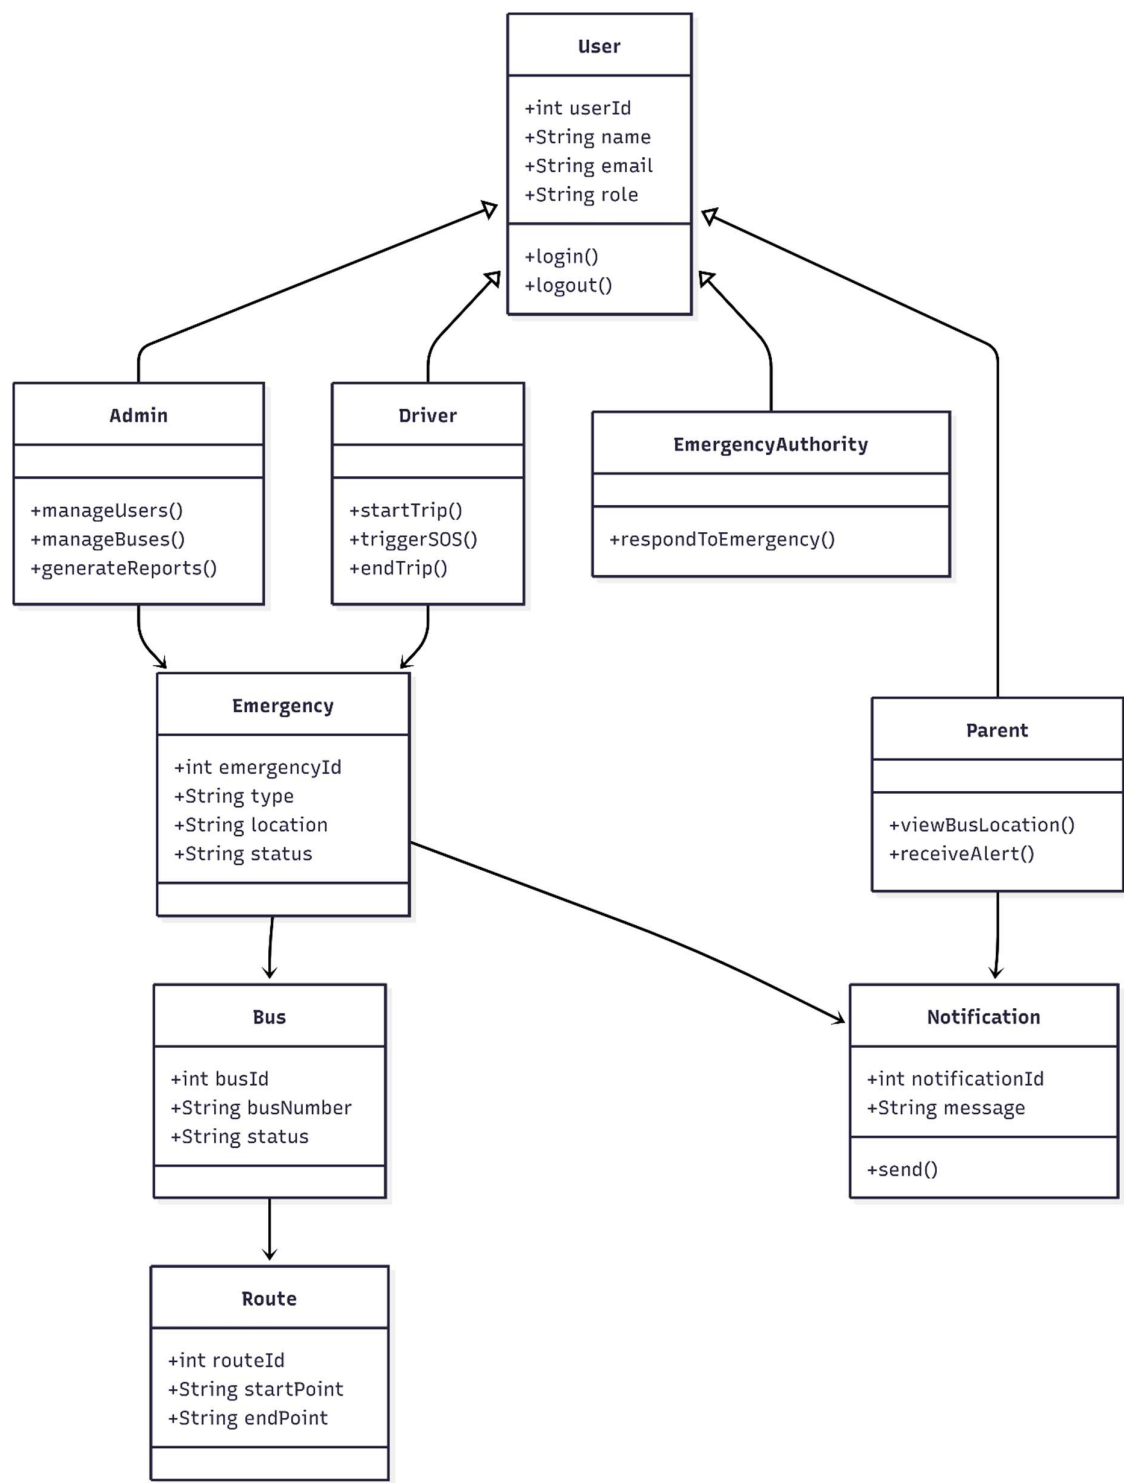 User
+int userId
+String name
+String email
+String role
+login()
+logout()
Admin
+manageUsers()
+manageBuses()
+generateReports()
Driver
+startTrip()
+triggerSOS()
+endTrip()
EmergencyAuthority
+respondToEmergency()
Emergency
+int emergencyId
+String type
+String location
+String status
Parent
+viewBusLocation()
+receiveAlert()
Bus
+int busId
+String busNumber
+String status
Notification
+int notificationId
+String message
+send()
Route
+int routeId
+String startPoint
+String endPoint